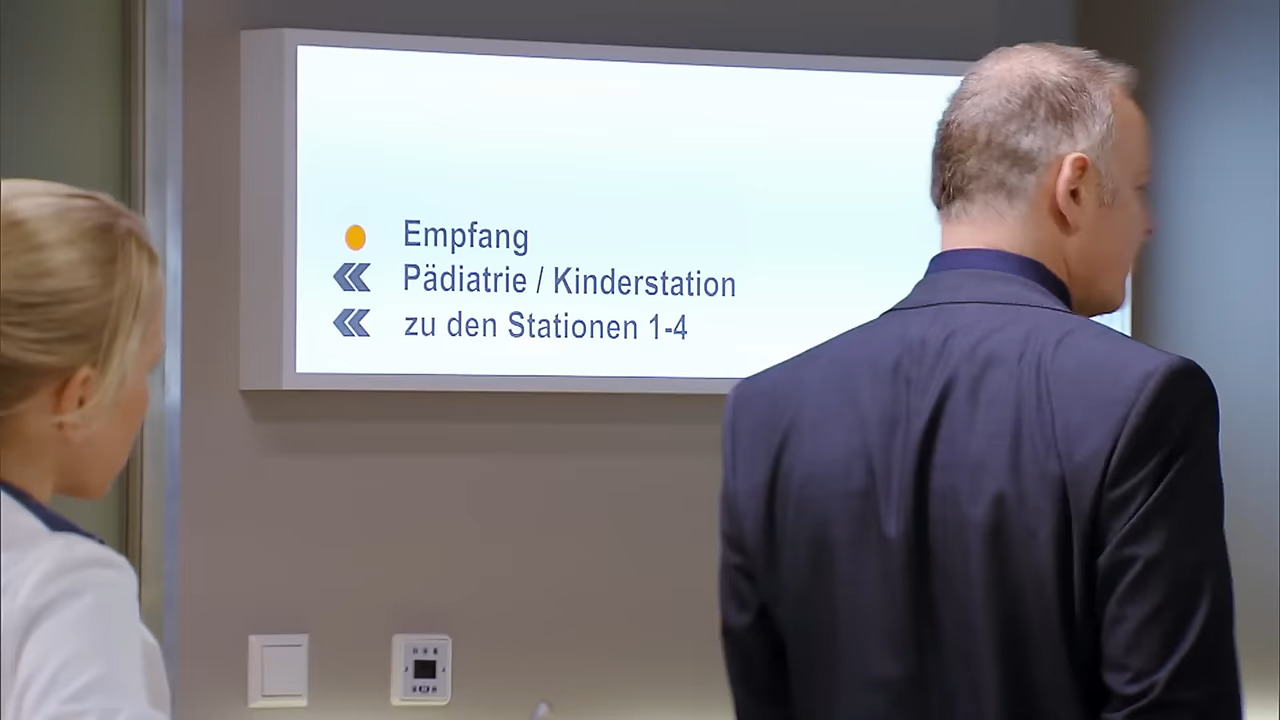 Empfang
Pädiatrie / Kinderstation
zu den Stationen 1-4